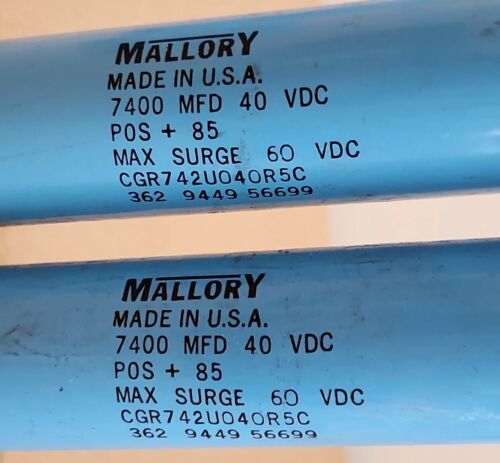 MALLORY
MADE IN U.S.A.
7400 MFD 40 VDC
POS + 85
MAX SURGE 60 VDC
CGR742U040R5C
362 9449 56699
MALLORY
MADE IN U.S.A.
7400 MFD 40 VDC
POS + 85
MAX SURGE 60 VDC
CGR742U040R5C
362 9449 56699